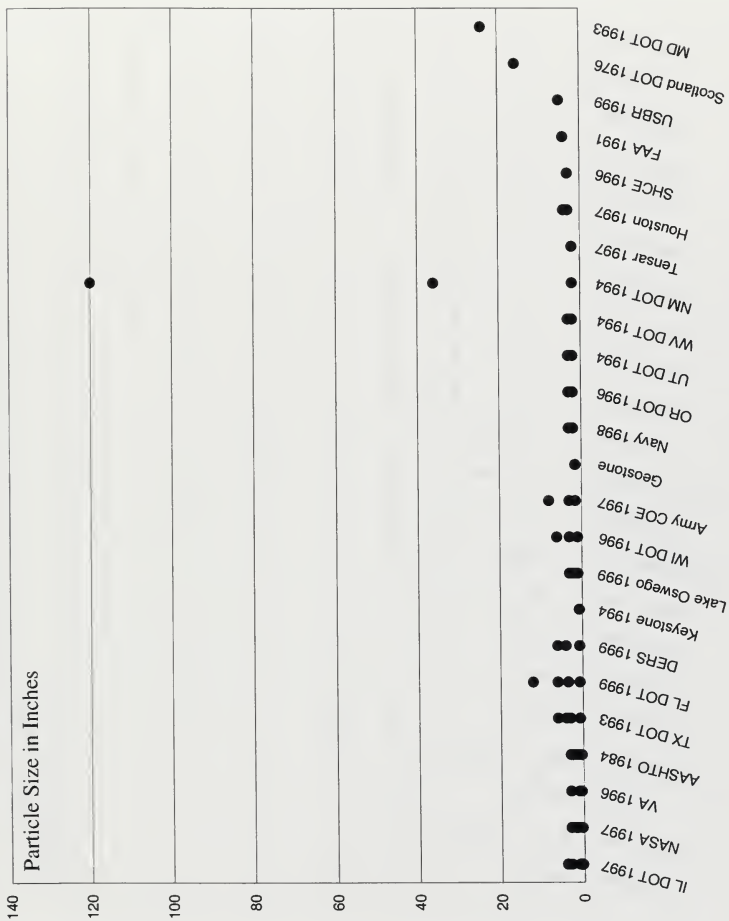 Particle Size in Inches
140
120
100
80
60
40
20
0
IL DOT 1997
NASA 1997
VA 1996
AASHTO 1984
TX DOT 1993
FL DOT 1999
DERS 1999
Keystone 1994
Lake Oswego 1999
WI DOT 1996
Army COE 1997
Geostone
Navy 1998
OR DOT 1996
UT DOT 1994
WV DOT 1994
NM DOT 1994
Tensar 1997
Houston 1997
SHCE 1996
FAA 1991
USBR 1999
Scotland DOT 1976
MD DOT 1993